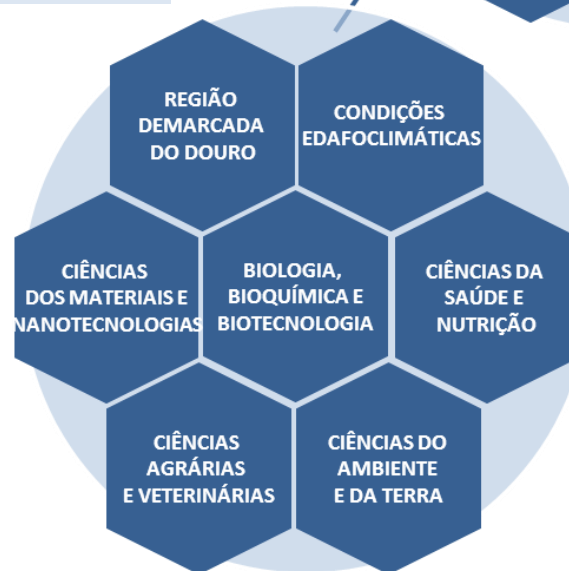 REGIÃO
DEMARCADA
DO DOURO
CONDIÇÕES
EDAFOCLIMÁTICAS
CIÊNCIAS
DOS MATERIAIS E
NANOTECNOLOGIAS
BIOLOGIA,
BIOQUÍMICA E
BIOTECNOLOGIA
CIÊNCIAS DA
SAÚDE E
NUTRIÇÃO
CIÊNCIAS
AGRÁRIAS
E VETERINÁRIAS
CIÊNCIAS DO
AMBIENTE
E DA TERRA